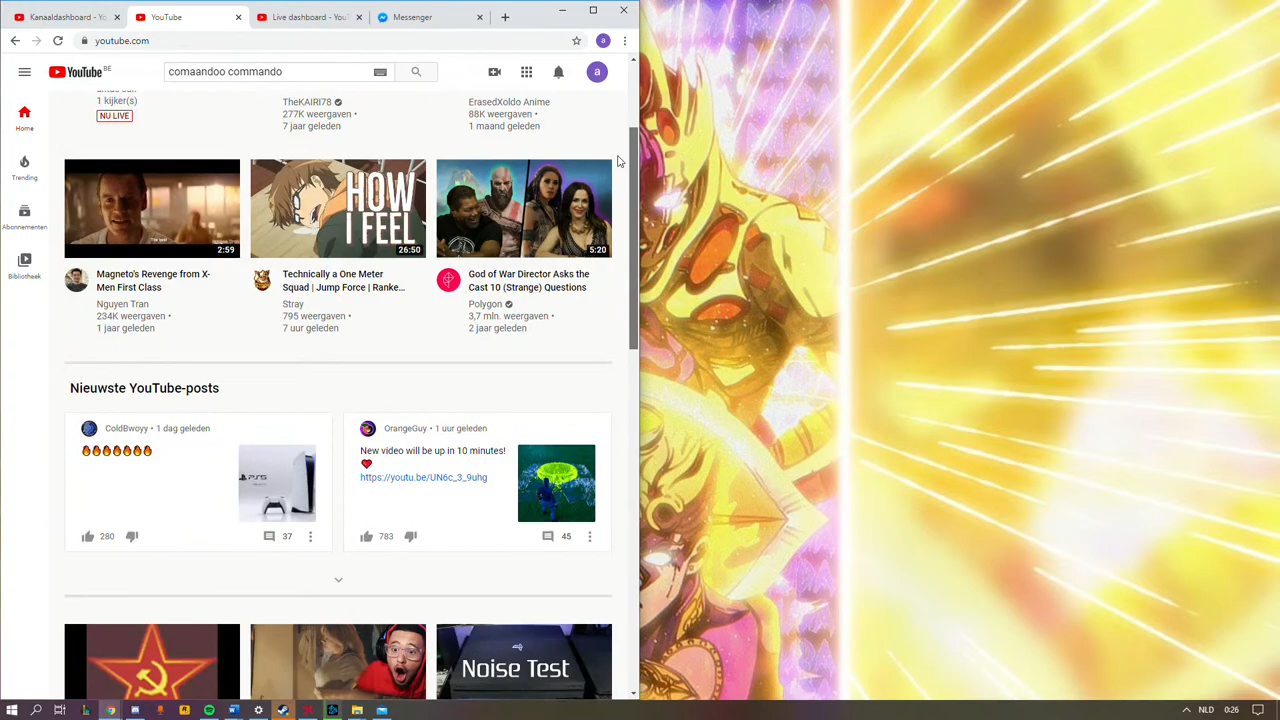 Kanaaldashboard - Yo
YouTube
Live dashboard - YouT
Messenger
youtube.com
YouTube BE
comaandoo commando
a
a
Home
Trending
Abonnementen
Bibliotheek
1 kijker(s)
NU LIVE
TheKAIRI78
277K weergaven •
7 jaar geleden
ErasedXoldo Anime
88K weergaven •
1 maand geleden
2:59
HOW
I FEEL
26:50
5:20
Magneto's Revenge from X-
Men First Class
Nguyen Tran
234K weergaven •
1 jaar geleden
Technically a One Meter
Squad | Jump Force | Ranke...
Stray
795 weergaven •
7 uur geleden
God of War Director Asks the
Cast 10 (Strange) Questions
Polygon
3,7 mln. weergaven •
2 jaar geleden
Nieuwste YouTube-posts
ColdBwoyy • 1 dag geleden
🔥🔥🔥🔥🔥🔥🔥
PS5
280
37
OrangeGuy • 1 uur geleden
New video will be up in 10 minutes!
❤️
https://youtu.be/UN6c_3_9uhg
783
45
Noise Test
NLD
0:26